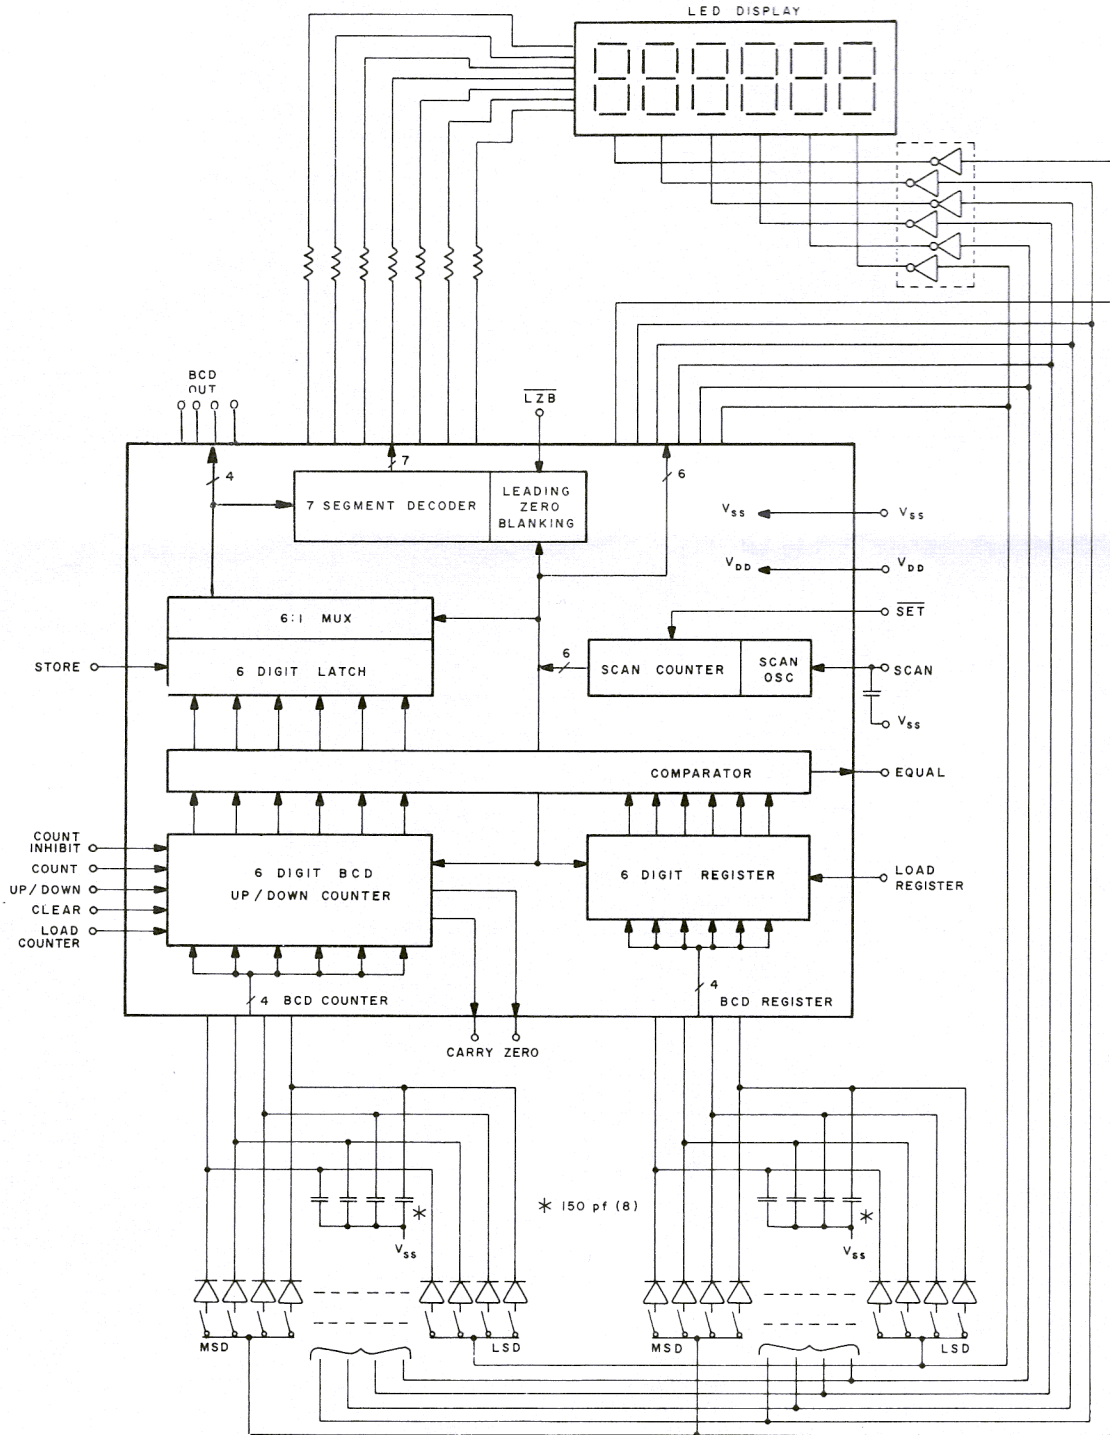 LED DISPLAY
BCD
OUT
LZB
4
7
6
7 SEGMENT DECODER
LEADING
ZERO
BLANKING
VSS
VSS
VDD
VDD
6:1 MUX
SET
STORE
6 DIGIT LATCH
6
SCAN COUNTER
SCAN
OSC
SCAN
VSS
COMPARATOR
EQUAL
COUNT
INHIBIT
COUNT
UP/DOWN
CLEAR
LOAD
COUNTER
6 DIGIT BCD
UP/DOWN COUNTER
6 DIGIT REGISTER
LOAD
REGISTER
4 BCD COUNTER
4
BCD REGISTER
CARRY ZERO
* 150 pf (8)
*
*
VSS
VSS
MSD
LSD
MSD
LSD